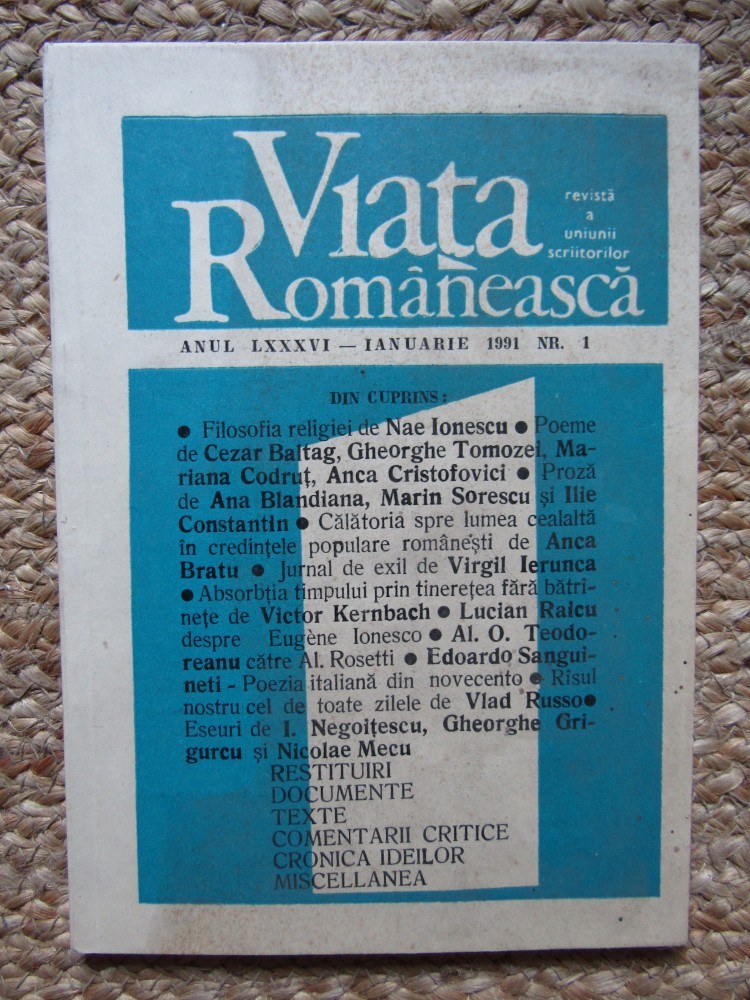 Viața
Românească
revistă
a
uniunii
scriitorilor
ANUL LXXXVI — IANUARIE 1991 NR. 1
DIN CUPRINS:
● Filosofia religiei de Nae Ionescu ● Poeme
de Cezar Baltag, Gheorghe Tomozei, Ma-
riana Codruț, Anca Cristofovici ● Proză
de Ana Blandiana, Marin Sorescu și Ilie
Constantin ● Călătoria spre lumea cealaltă
în credințele populare românești de Anca
Bratu ● Jurnal de exil de Virgil Ierunca
● Absorbția timpului prin tinerețea fără bătrî-
nețe de Victor Kernbach ● Lucian Raicu
despre Eugène Ionesco ● Al. O. Teodo-
reanu către Al. Rosetti ● Edoardo Sangui-
neti - Poezia italiană din novecento ● Rîsul
nostru cel de toate zilele de Vlad Russo ●
Eseuri de I. Negoițescu, Gheorghe Gri-
gurcu și Nicolae Mecu
RESTITUIRI
DOCUMENTE
TEXTE
COMENTARII CRITICE
CRONICA IDEILOR
MISCELLANEA